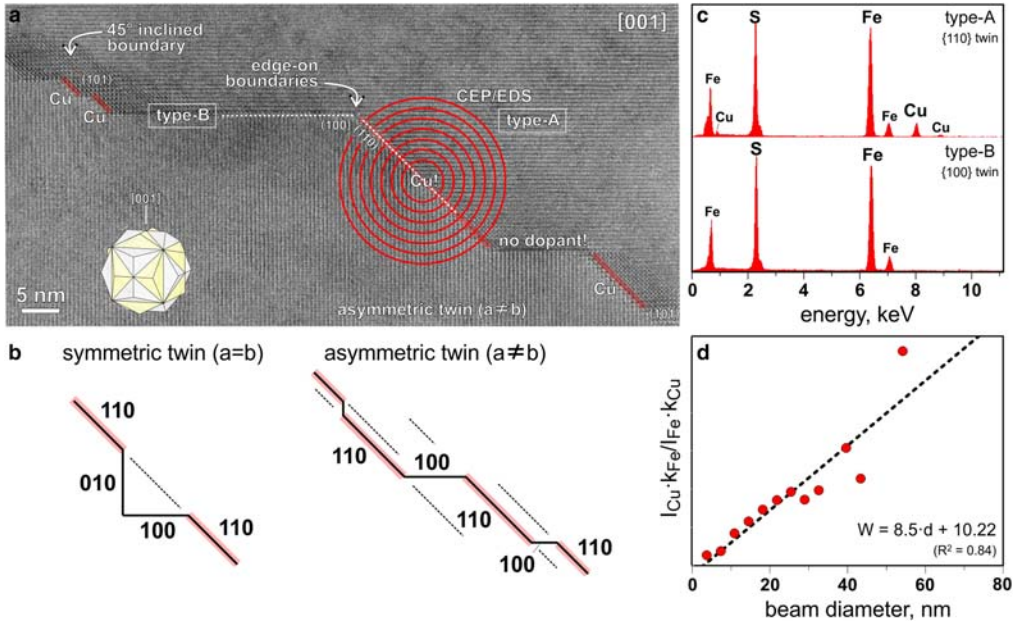 a
[001]
45° inclined
boundary
(101)
Cu
Cu
edge-on
boundaries
type-B
(100)
(110)
CEP/EDS
type-A
Cu!
no dopant!
Cu
(101)
[001]
5 nm
asymmetric twin (a≠b)
b
symmetric twin (a=b)
110
010
100
110
asymmetric twin (a≠b)
110
100
110
100
110
c
type-A
{110} twin
S
Fe
Fe
Cu
Fe
Cu
Cu
type-B
{100} twin
S
Fe
Fe
Fe
0 2 4 6 8 10
energy, keV
d
I_Cu·k_Fe/I_Fe·k_Cu
W = 8.5·d + 10.22
(R² = 0.84)
0 20 40 60 80
beam diameter, nm